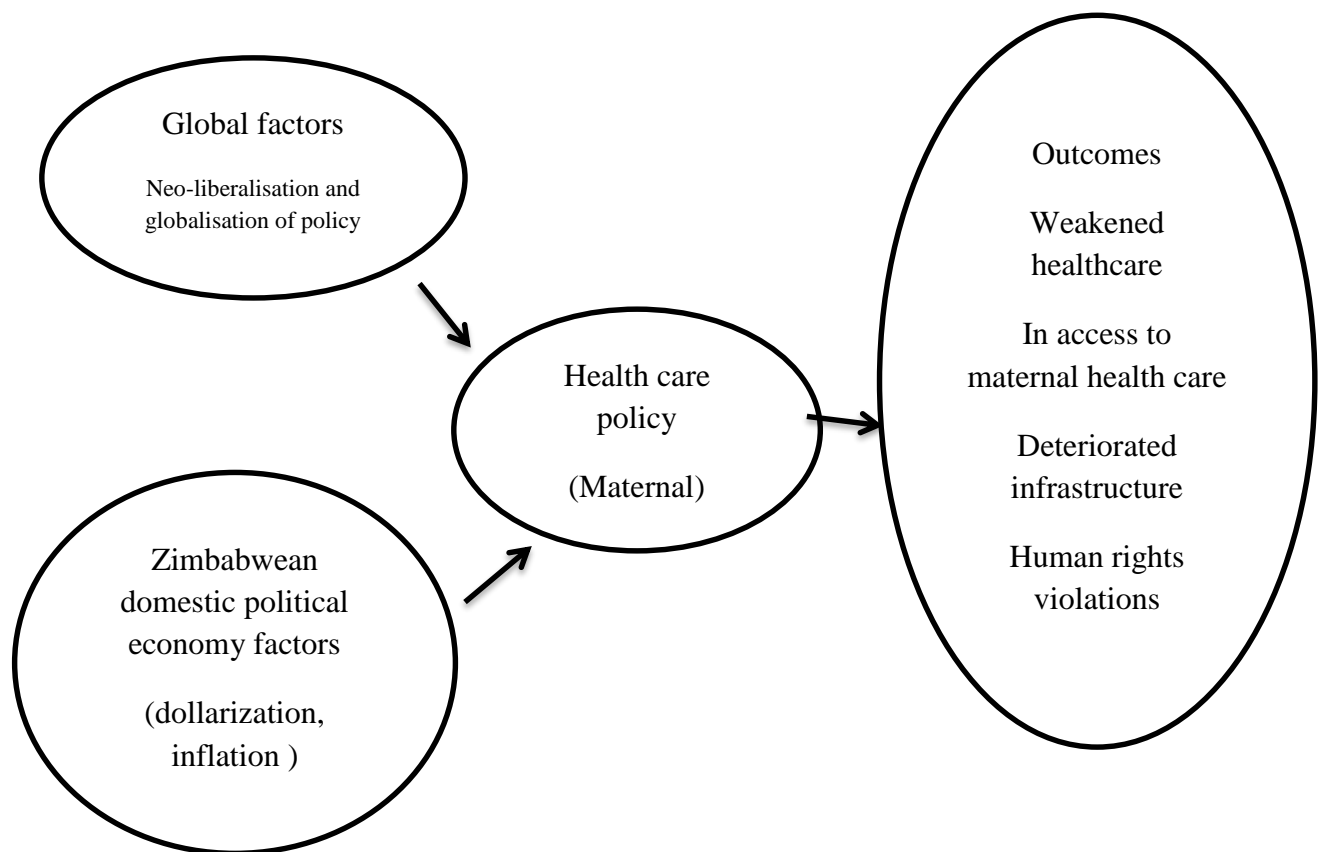 Global factors
Neo-liberalisation and
globalisation of policy
Zimbabwean
domestic political
economy factors
(dollarization,
inflation )
Health care
policy
(Maternal)
Outcomes
Weakened
healthcare
In access to
maternal health care
Deteriorated
infrastructure
Human rights
violations